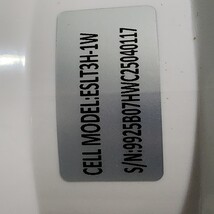 CELL MODEL:ESLT3H-1W
S/N:9925B07HWC25040117